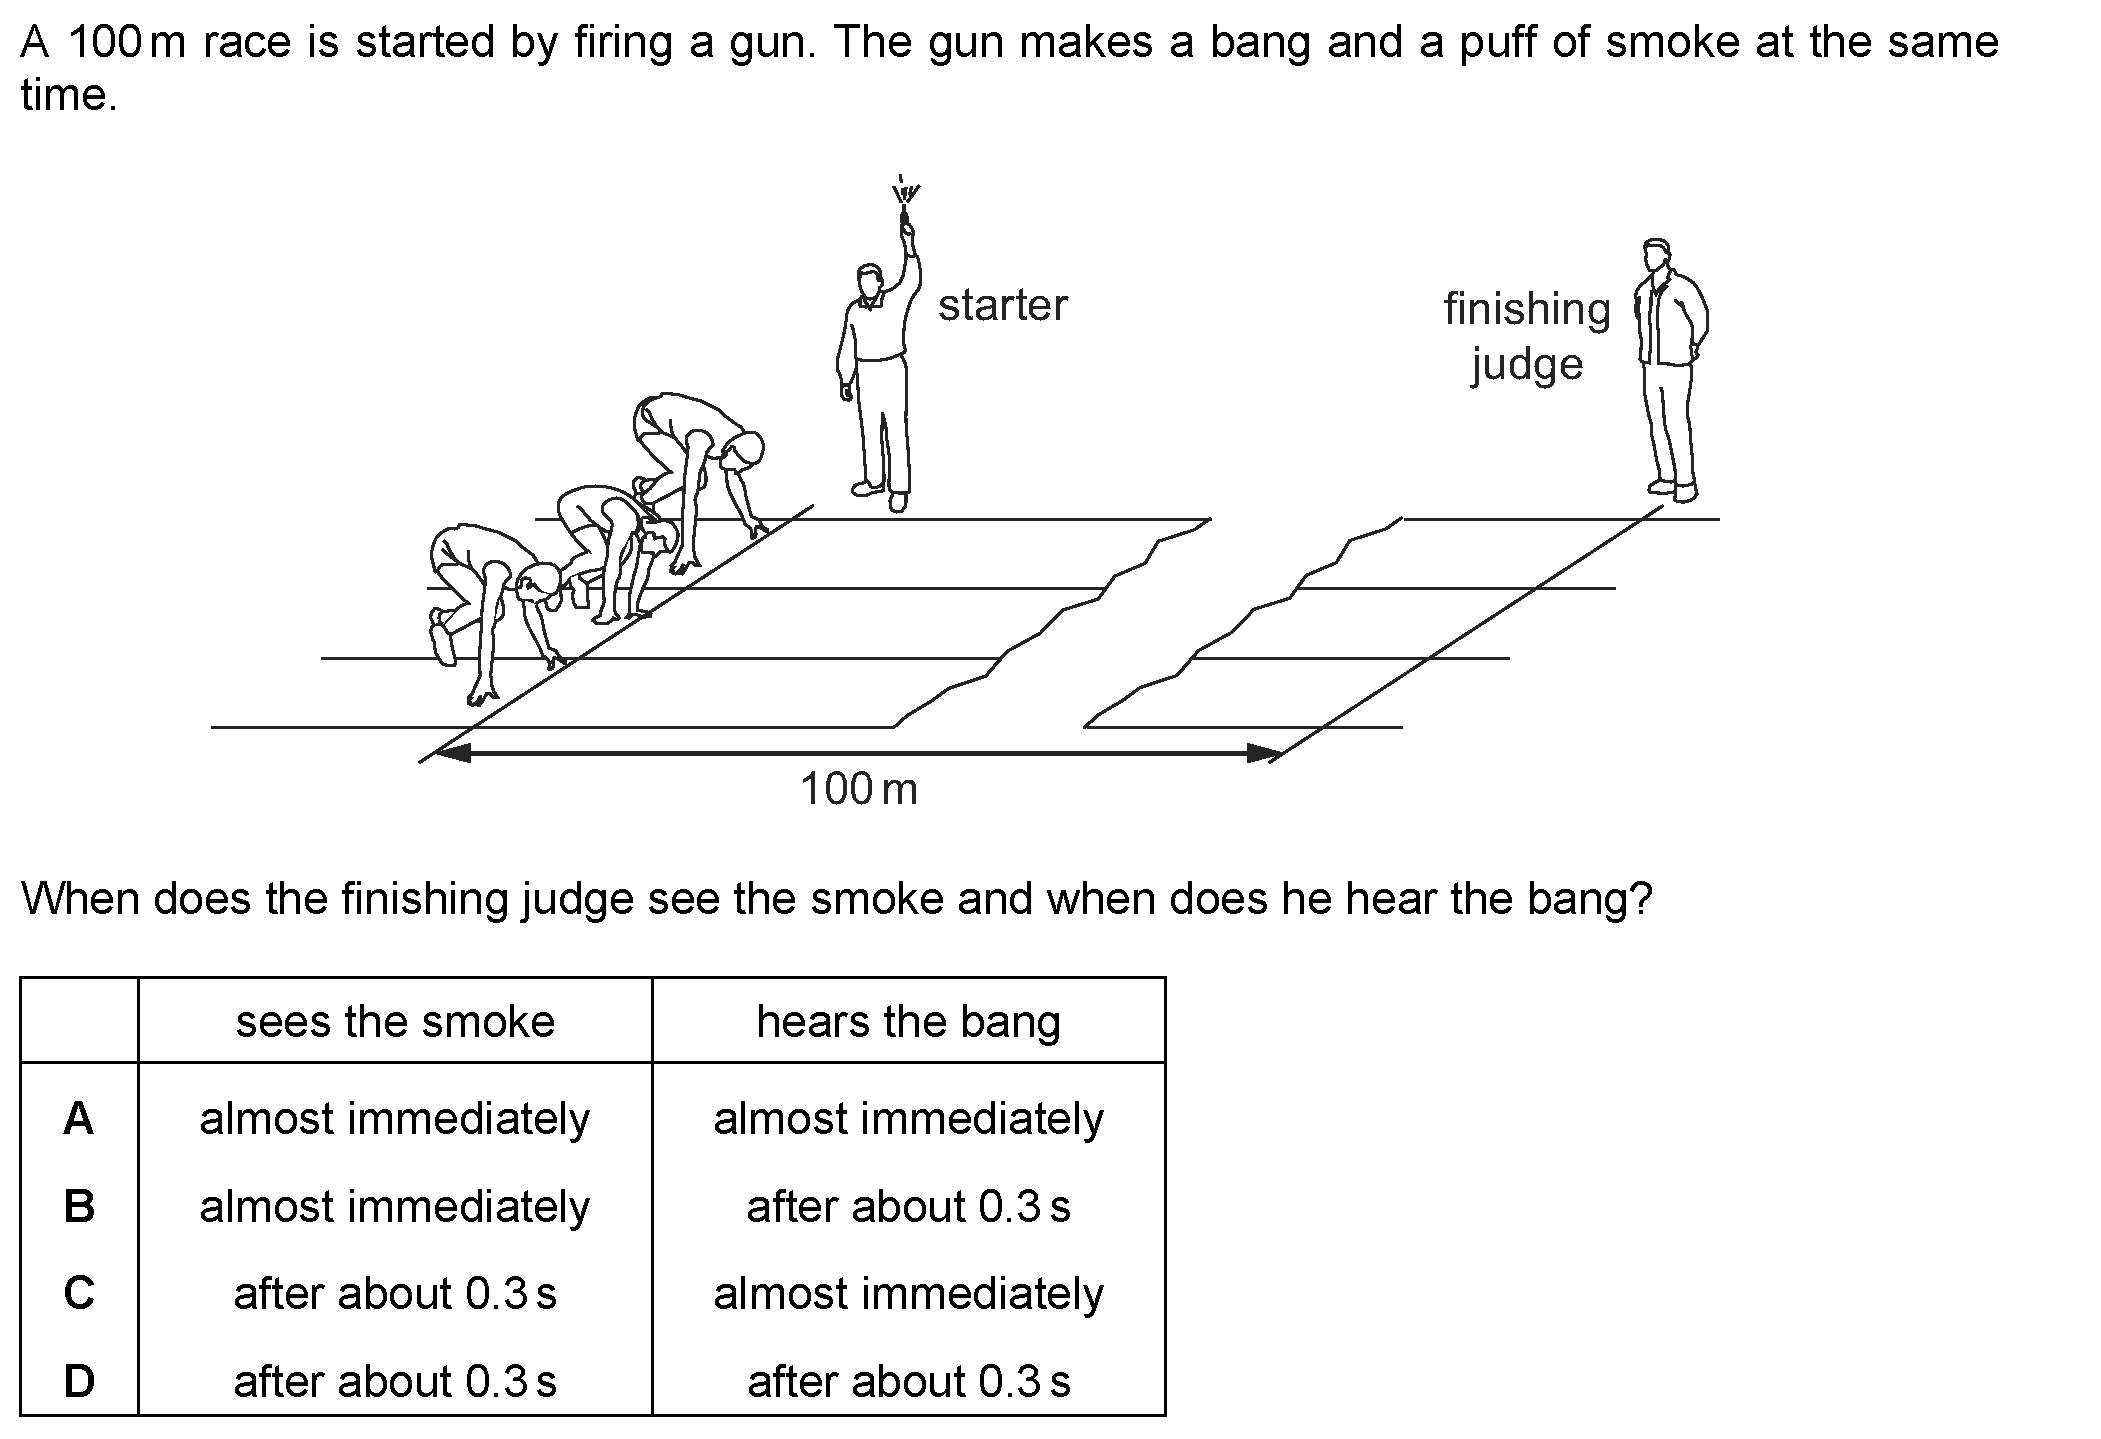 A 100 m race is started by firing a gun. The gun makes a bang and a puff of smoke at the same
time.
starter
finishing
judge
100 m
When does the finishing judge see the smoke and when does he hear the bang?
sees the smoke hears the bang
A almost immediately almost immediately
B almost immediately after about 0.3 s
C after about 0.3 s almost immediately
D after about 0.3 s after about 0.3 s